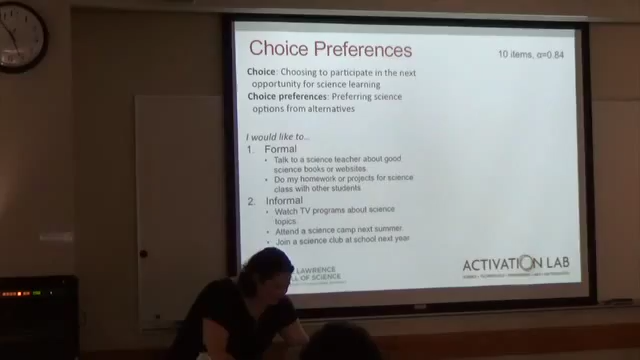 Choice Preferences
10 items, α=0.84
Choice: Choosing to participate in the next
opportunity for science learning
Choice preferences: Preferring science
options from alternatives
I would like to...
1. Formal
• Talk to a science teacher about good
science books or websites.
• Do my homework or projects for science
class with other students
2. Informal
• Watch TV programs about science
topics.
• Attend a science camp next summer
• Join a science club at school next year
LAWRENCE
HALL OF SCIENCE
ACTIVATION LAB